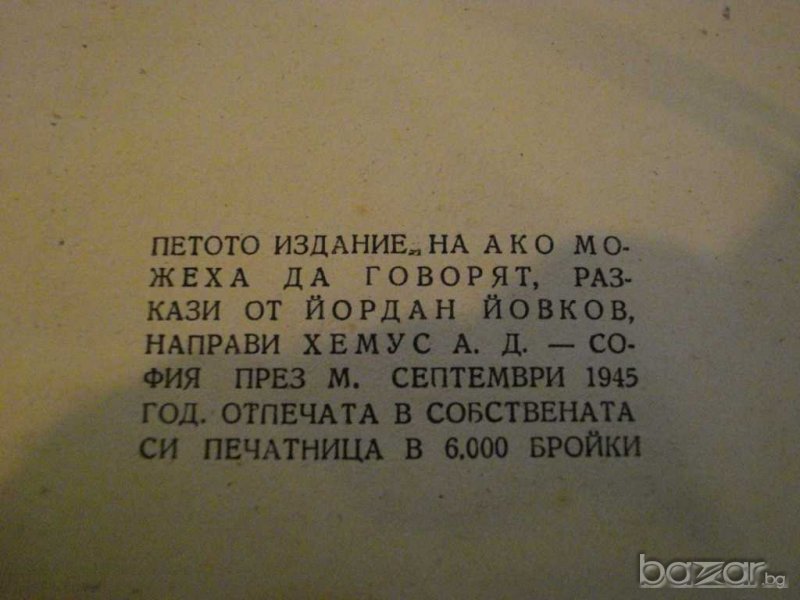 ПЕТОТО ИЗДАНИЕ НА АКО МО-
ЖЕХА ДА ГОВОРЯТ, РАЗ-
КАЗИ ОТ ЙОРДАН ЙОВКОВ,
НАПРАВИ ХЕМУС А. Д. — СО-
ФИЯ ПРЕЗ М. СЕПТЕМВРИ 1945
ГОД. ОТПЕЧАТА В СОБСТВЕНАТА
СИ ПЕЧАТНИЦА В 6.000 БРОЙКИ
bazar.bg